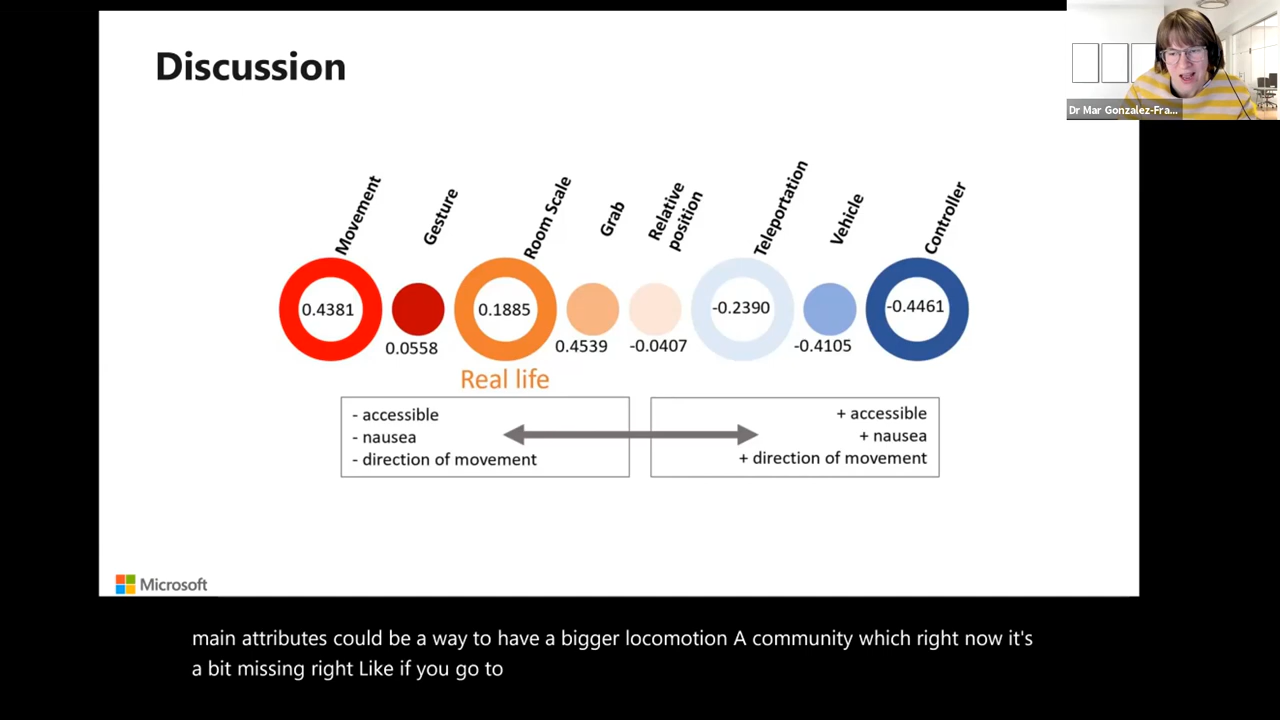 Discussion
Dr Mar Gonzalez-Fra...
Movement
Gesture
Room Scale
Grab
Relative
position
Teleportation
Vehicle
Controller
0.4381
0.0558
0.1885
0.4539
-0.0407
-0.2390
-0.4105
-0.4461
Real life
- accessible
- nausea
- direction of movement
+ accessible
+ nausea
+ direction of movement
Microsoft
main attributes could be a way to have a bigger locomotion A community which right now it's
a bit missing right Like if you go to